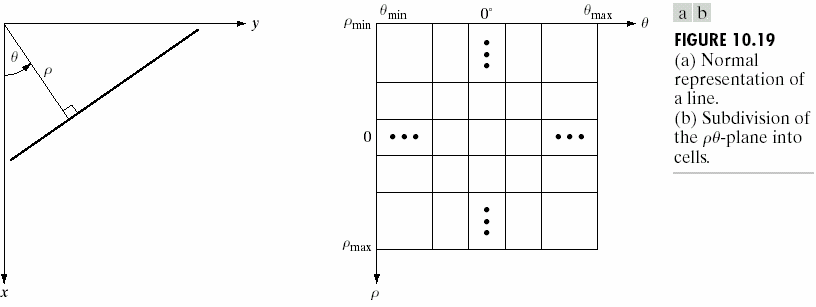 y
θ
ρ
x
θmin
0°
θmax
θ
ρmin
0
ρmax
ρ
a b
FIGURE 10.19
(a) Normal
representation of
a line.
(b) Subdivision of
the ρθ-plane into
cells.